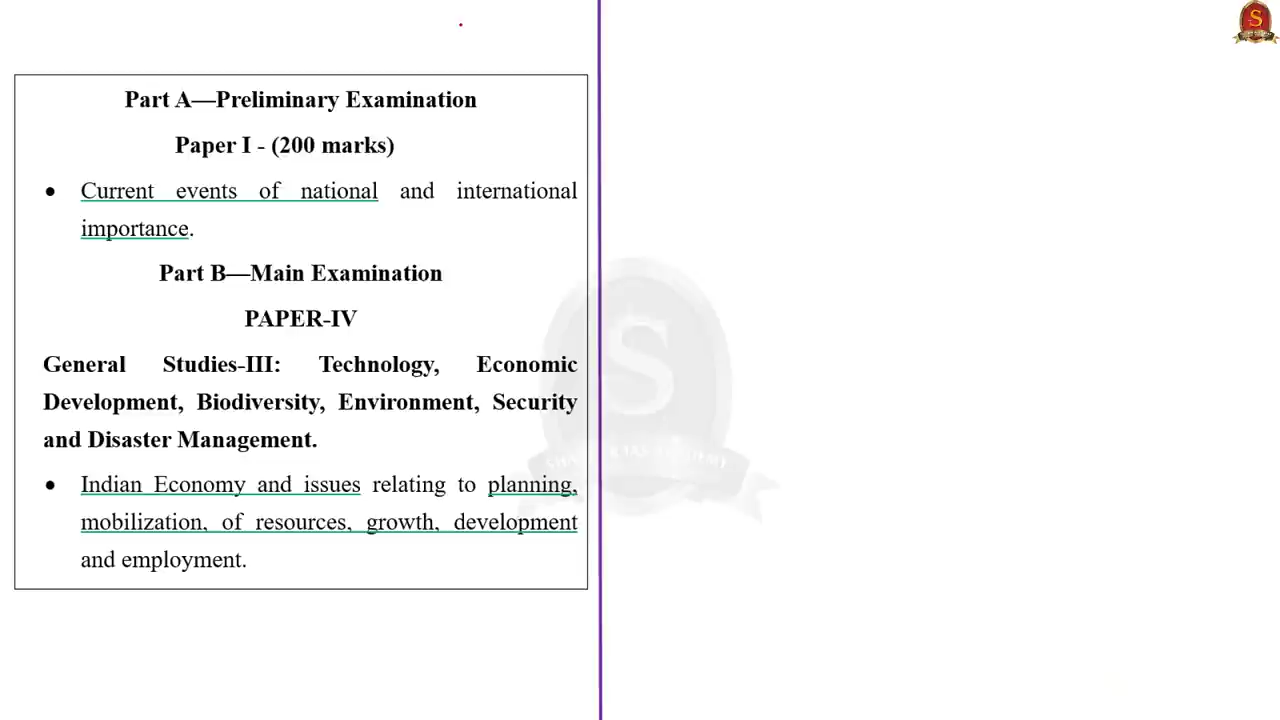 Part A—Preliminary Examination
Paper I - (200 marks)
• Current events of national and international
importance.
Part B—Main Examination
PAPER-IV
General Studies-III: Technology, Economic
Development, Biodiversity, Environment, Security
and Disaster Management.
• Indian Economy and issues relating to planning,
mobilization, of resources, growth, development
and employment.
S
S